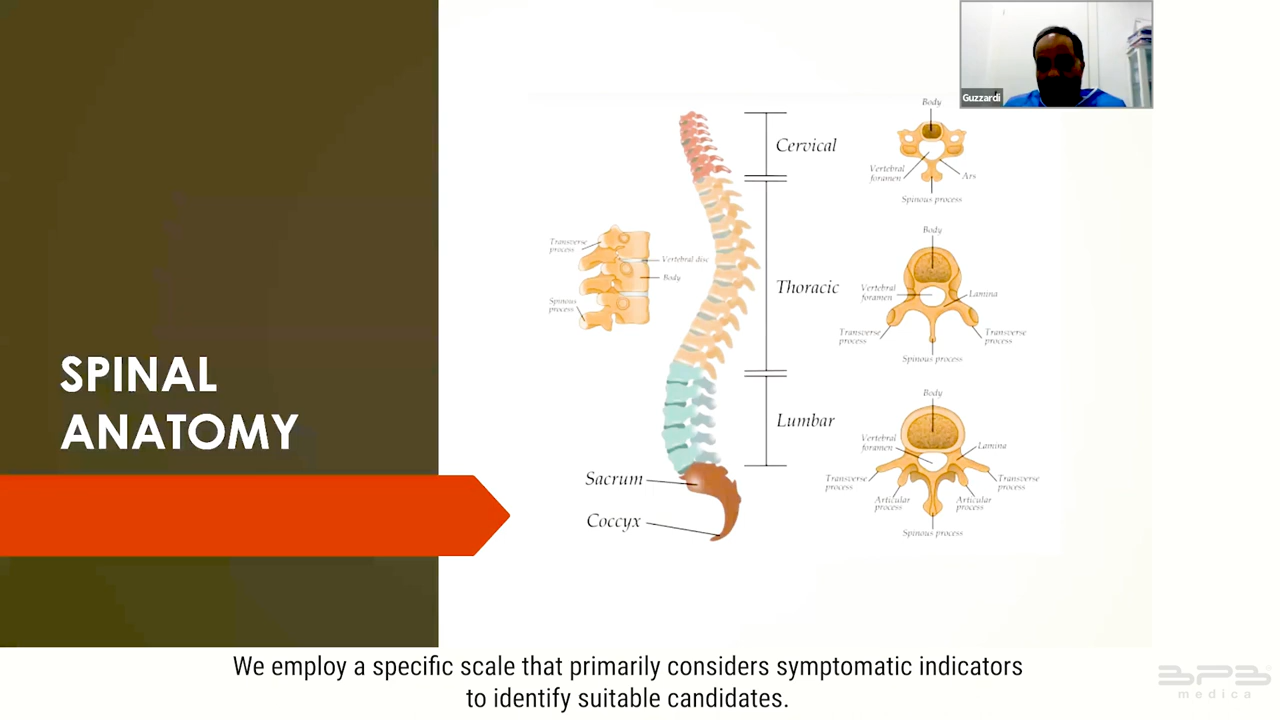 SPINAL
ANATOMY
Transverse
process
Vertebral disc
Body
Spinous
process
Cervical
Thoracic
Lumbar
Sacrum
Coccyx
Guzzardi
Body
Vertebral
foramen
Ars
Spinous process
Body
Vertebral
foramen
Lamina
Transverse
process
Transverse
process
Spinous process
Body
Vertebral
foramen
Lamina
Transverse
process
Transverse
process
Articular
process
Articular
process
Spinous process
We employ a specific scale that primarily considers symptomatic indicators
to identify suitable candidates.
BPB
medica